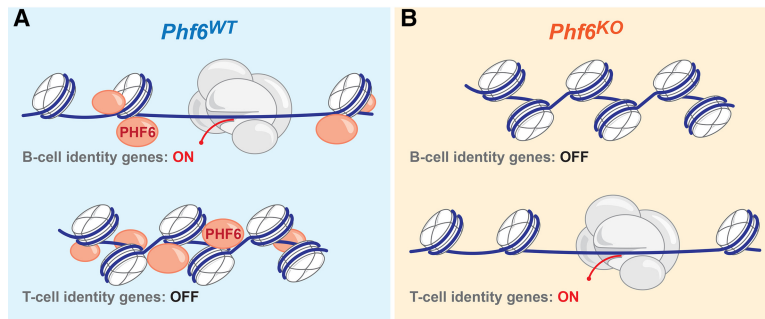 A
Phf6WT
PHF6
B-cell identity genes: ON
PHF6
T-cell identity genes: OFF
B
Phf6KO
B-cell identity genes: OFF
T-cell identity genes: ON